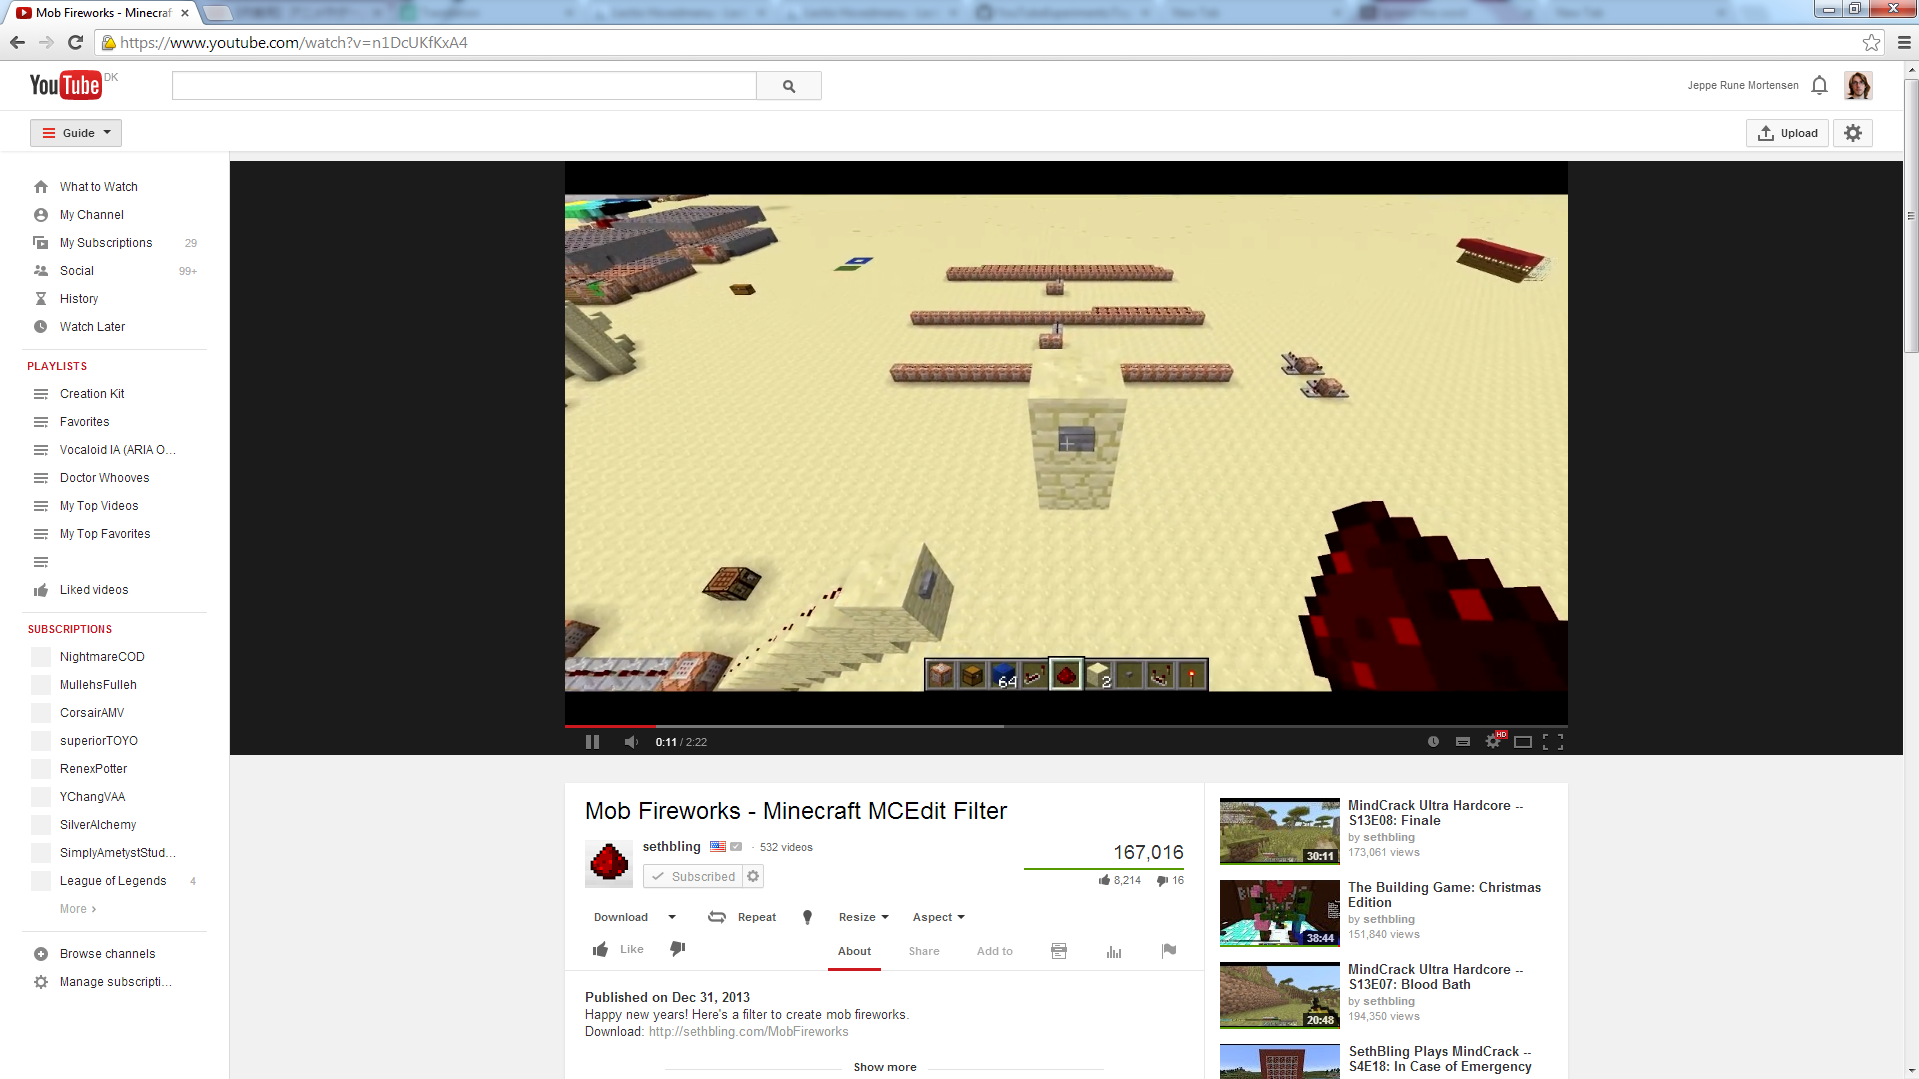 Mob Fireworks - Minecraf
https://www.youtube.com/watch?v=n1DcUKfKxA4
YouTube DK
Jeppe Rune Mortensen
Guide
Upload
What to Watch
My Channel
My Subscriptions 29
Social 99+
History
Watch Later
PLAYLISTS
Creation Kit
Favorites
Vocaloid IA (ARIA O...
Doctor Whooves
My Top Videos
My Top Favorites
Liked videos
SUBSCRIPTIONS
NightmareCOD
MullehsFulleh
CorsairAMV
superiorTOYO
RenexPotter
YChangVAA
SilverAlchemy
SimplyAmetystStud...
League of Legends 4
More ›
Browse channels
Manage subscripti...
64
2
0:11 / 2:22
HD
Mob Fireworks - Minecraft MCEdit Filter
sethbling · 532 videos
Subscribed
167,016
8,214 16
Download Repeat Resize Aspect
Like
About Share Add to
Published on Dec 31, 2013
Happy new years! Here's a filter to create mob fireworks.
Download: http://sethbling.com/MobFireworks
Show more
30:11
MindCrack Ultra Hardcore --
S13E08: Finale
by sethbling
173,061 views
38:44
The Building Game: Christmas
Edition
by sethbling
151,840 views
20:48
MindCrack Ultra Hardcore --
S13E07: Blood Bath
by sethbling
194,350 views
SethBling Plays MindCrack --
S4E18: In Case of Emergency